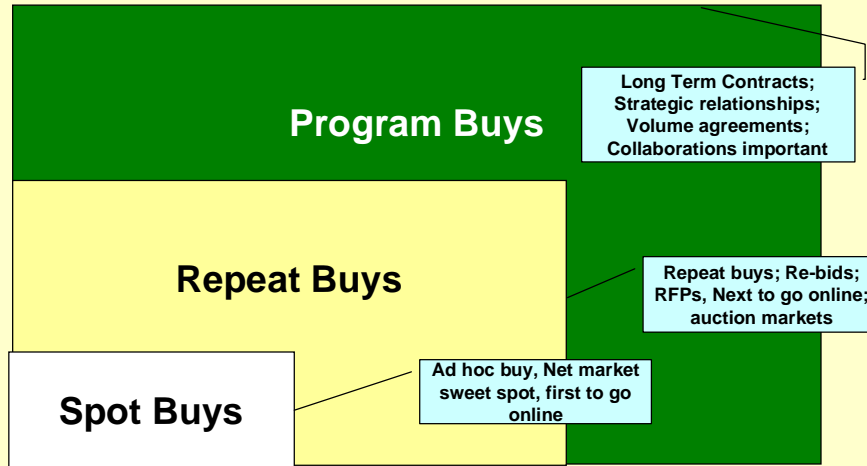 Program Buys
Long Term Contracts;
Strategic relationships;
Volume agreements;
Collaborations important
Repeat Buys
Repeat buys; Re-bids;
RFPs, Next to go online;
auction markets
Spot Buys
Ad hoc buy, Net market
sweet spot, first to go
online